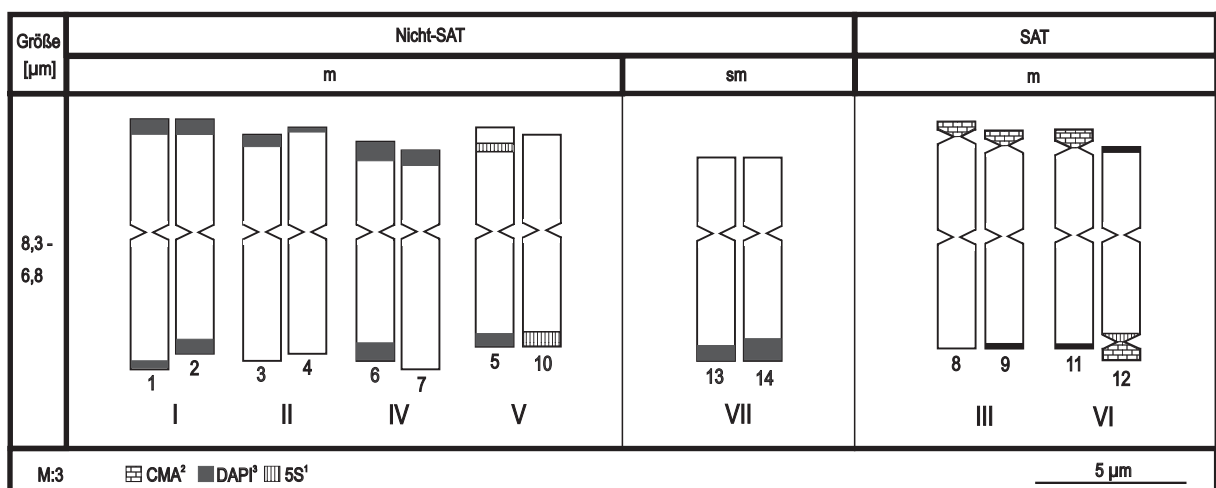 Größe
[µm]
Nicht-SAT
SAT
m
sm
m
8,3 -
6,8
1 2 3 4 6 7 5 10 13 14 8 9 11 12
I II IV V VII III VI
M:3 CMA² DAPI³ 5S¹ 5 µm